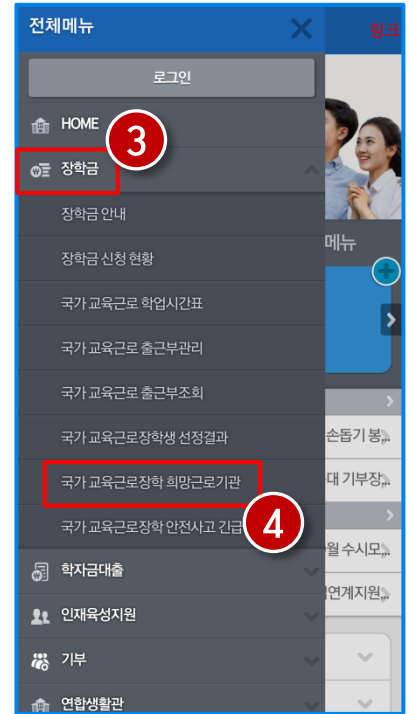 전체메뉴
링크
로그인
HOME
3
장학금
장학금 안내
메뉴
장학금 신청 현황
국가 교육근로 학업시간표
국가 교육근로 출근부관리
국가 교육근로 출근부조회
국가 교육근로장학생 선정결과
손돕기 봉...
국가 교육근로장학 희망근로기관
대 기부장...
4
국가 교육근로장학 안전사고 긴급
월 수시모...
학자금대출
연계지원...
인재육성지원
기부
연합생활관